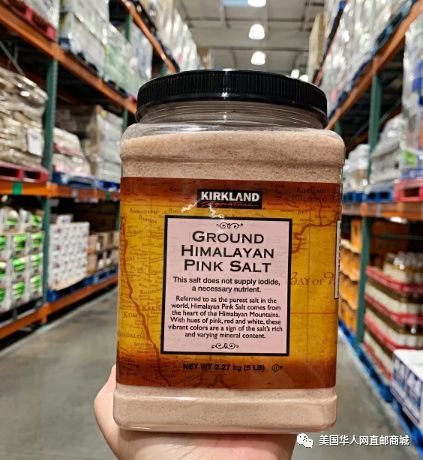 KIRKLAND
Signature
GROUND
HIMALAYAN
PINK SALT
This salt does not supply iodide,
a necessary nutrient.
Referred to as the purest salt in the
world, Himalayan Pink Salt comes from
the heart of the Himalayan Mountains.
With hues of pink, red and white, these
vibrant colors are a sign of the salt's rich
and varying mineral content.
NET WT 2.27 kg (5 LB)
美国华人网直邮商城